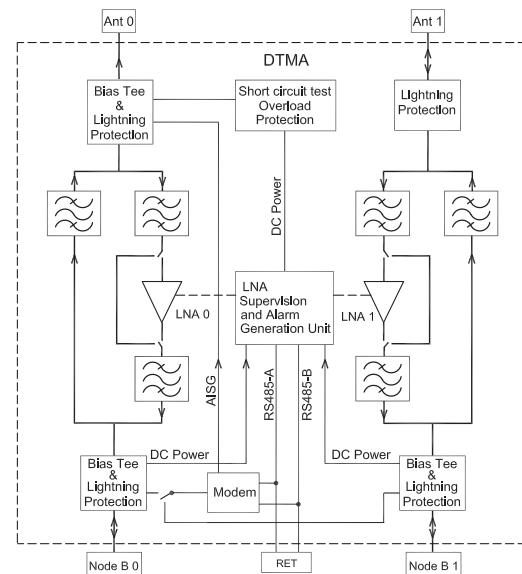 Ant 0
Ant 1
DTMA
Bias Tee
&
Lightning
Protection
Short circuit test
Overload
Protection
Lightning
Protection
DC Power
LNA
Supervision
and Alarm
Generation Unit
LNA 0
LNA 1
AISG
RS485-A
RS485-B
DC Power
DC Power
Bias Tee
&
Lightning
Protection
Modem
Bias Tee
&
Lightning
Protection
Node B 0
RET
Node B 1